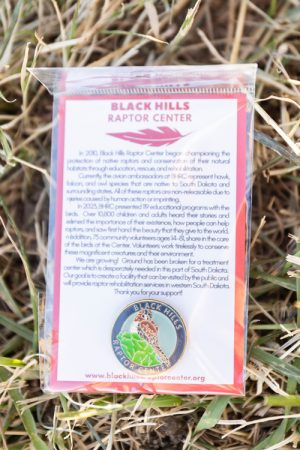 BLACK HILLS
RAPTOR CENTER
In 2010, Black Hills Raptor Center began championing the
protection of native raptors and conservation of their natural
habitats through education, rescue, and rehabilitation.
Currently, the avian ambassadors at BHRC represent hawk,
falcon, and owl species that are native to South Dakota and
surrounding states. All of these raptors are non-releasable due to
injuries caused by human action or imprinting.
In 2023, BHRC presented 119 educational programs with the
birds. Over 10,000 children and adults heard their stories and
learned the importance of their existence, how people can help
raptors, and saw first hand the beauty that they give to the world.
In addition, 75 community volunteers ages 14-81, share in the care
of the birds at the Center. Volunteers work tirelessly to conserve
these magnificent creatures and their environment.
We are growing! Ground has been broken for a treatment
center which is desperately needed in this part of South Dakota.
Our goal is to create a facility that can be visited by the public and
will provide raptor rehabilitation services in western South Dakota.
Thank you for your support!
BLACK HILLS
RAPTOR CENTER
www.blackhillsraptorcenter.org